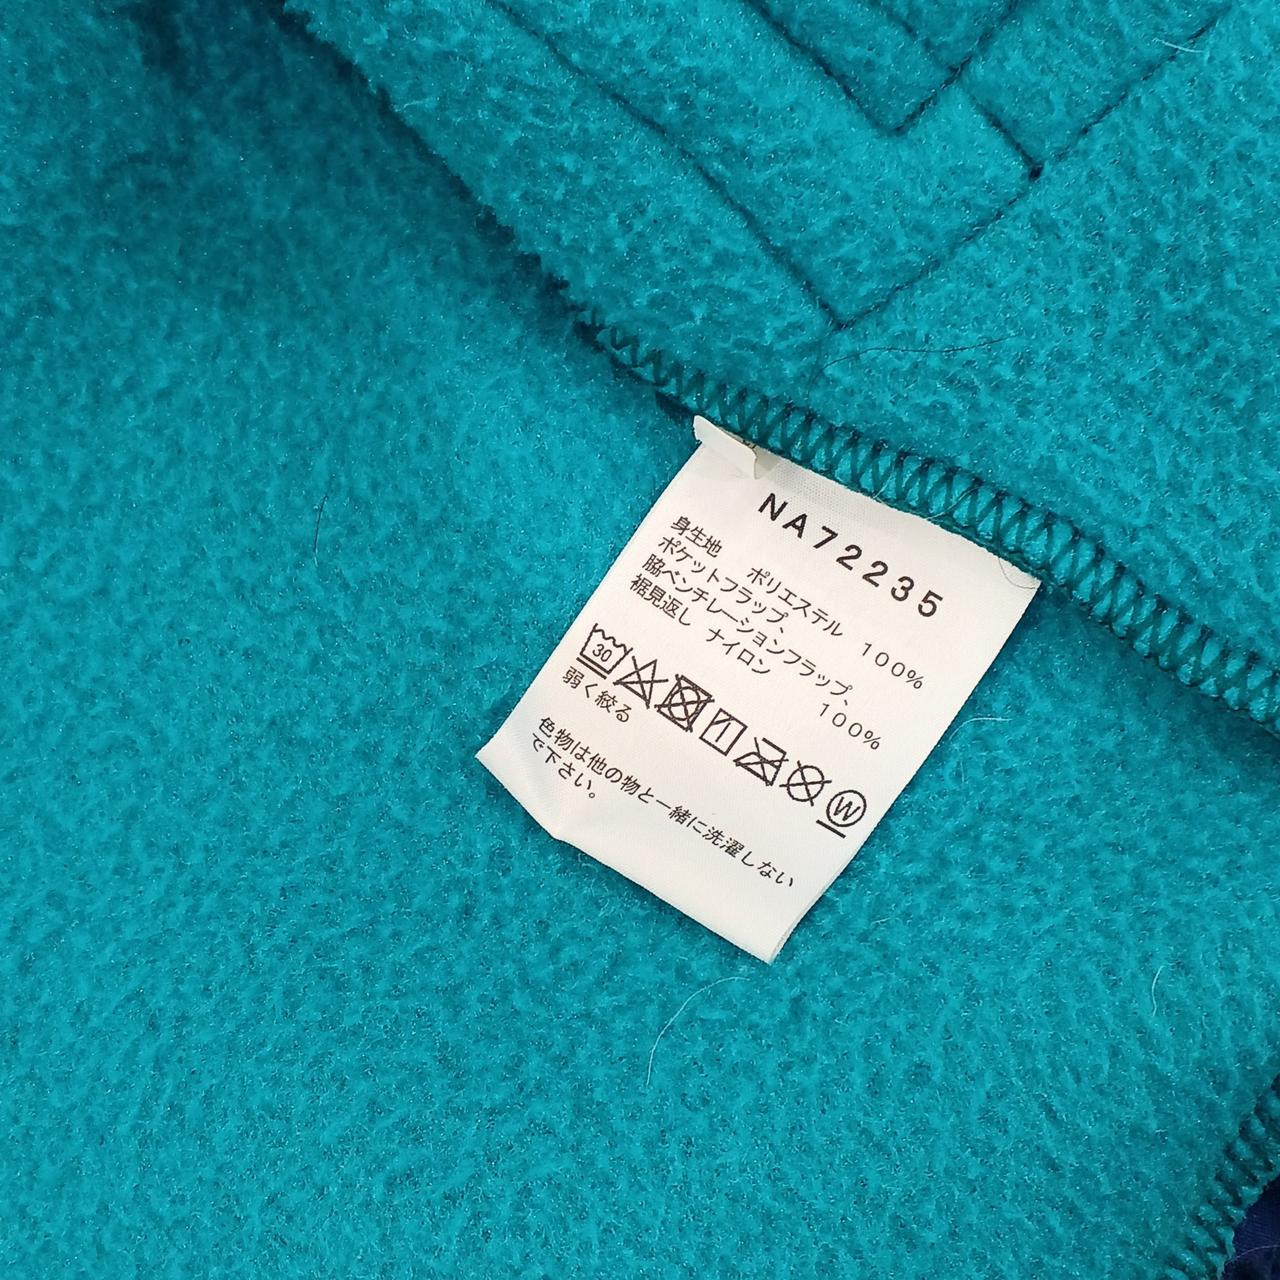 NA72235
身生地 ポリエステル 100%
ポケットフラップ、
脇ベンチレーションフラップ、
裾見返し ナイロン 100%
30 W
弱く絞る
色物は他の物と一緒に洗濯しない
で下さい。